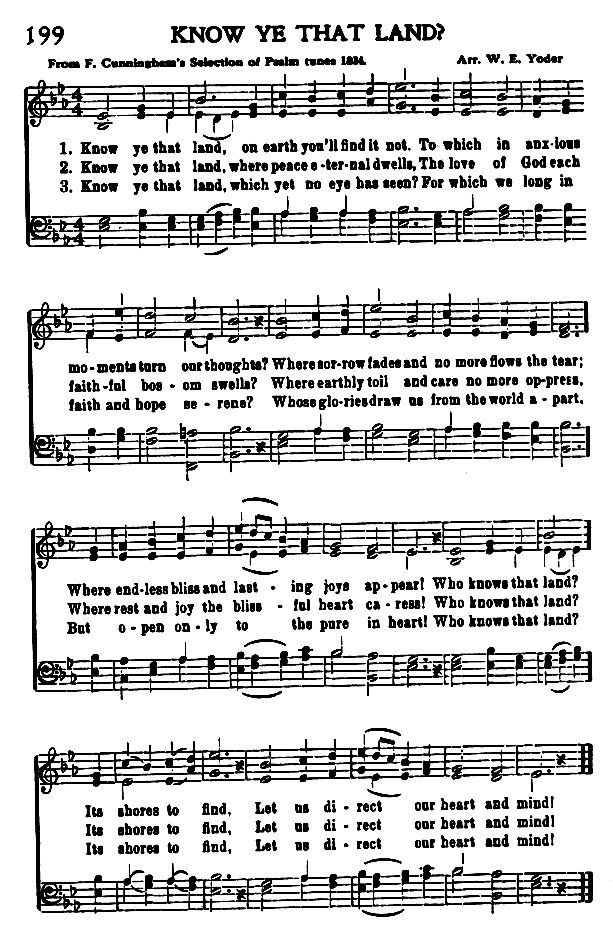 199 KNOW YE THAT LAND?
From F. Cunningham's Selection of Psalm tunes 1834. Arr. W. E. Yoder
1. Know ye that land, on earth you'll find it not. To which in anx-ious
2. Know ye that land, where peace e-ter-nal dwells, The love of God each
3. Know ye that land, which yet no eye has seen? For which we long in
mo-ments turn our thoughts? Where sor-row fades and no more flows the tear;
faith-ful bos-om swells? Where earthly toil and care no more op-press,
faith and hope se-rene? Whose glo-ries draw us from the world a-part.
Where end-less bliss and last-ing joys ap-pear! Who knows that land?
Where rest and joy the bliss-ful heart ca-ress! Who knows that land?
But o-pen on-ly to the pure in heart! Who knows that land?
Its shores to find, Let us di-rect our heart and mind!
Its shores to find, Let us di-rect our heart and mind!
Its shores to find, Let us di-rect our heart and mind!